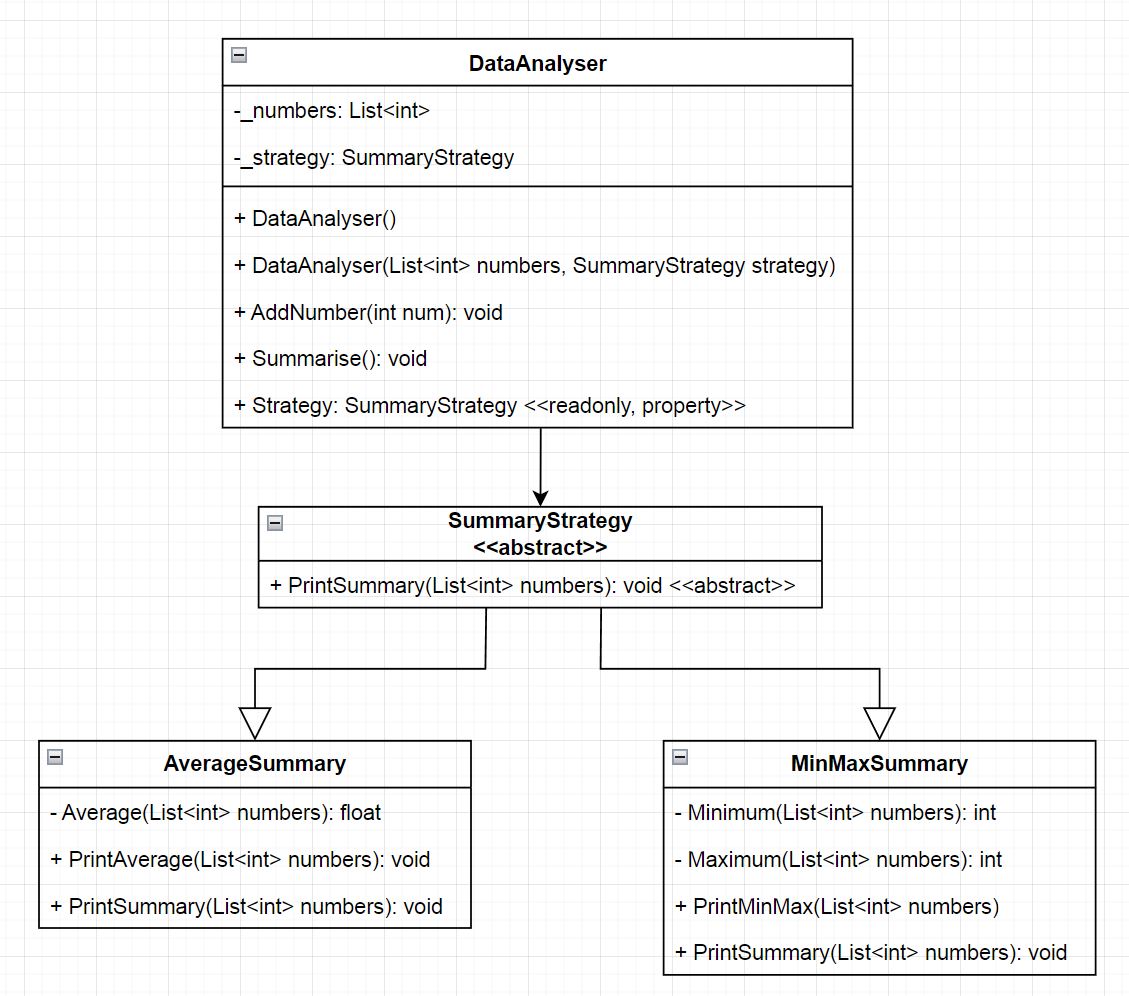 DataAnalyser
-_numbers: List<int>
-_strategy: SummaryStrategy
+ DataAnalyser()
+ DataAnalyser(List<int> numbers, SummaryStrategy strategy)
+ AddNumber(int num): void
+ Summarise(): void
+ Strategy: SummaryStrategy <<readonly, property>>
SummaryStrategy
<<abstract>>
+ PrintSummary(List<int> numbers): void <<abstract>>
AverageSummary
- Average(List<int> numbers): float
+ PrintAverage(List<int> numbers): void
+ PrintSummary(List<int> numbers): void
MinMaxSummary
- Minimum(List<int> numbers): int
- Maximum(List<int> numbers): int
+ PrintMinMax(List<int> numbers)
+ PrintSummary(List<int> numbers): void